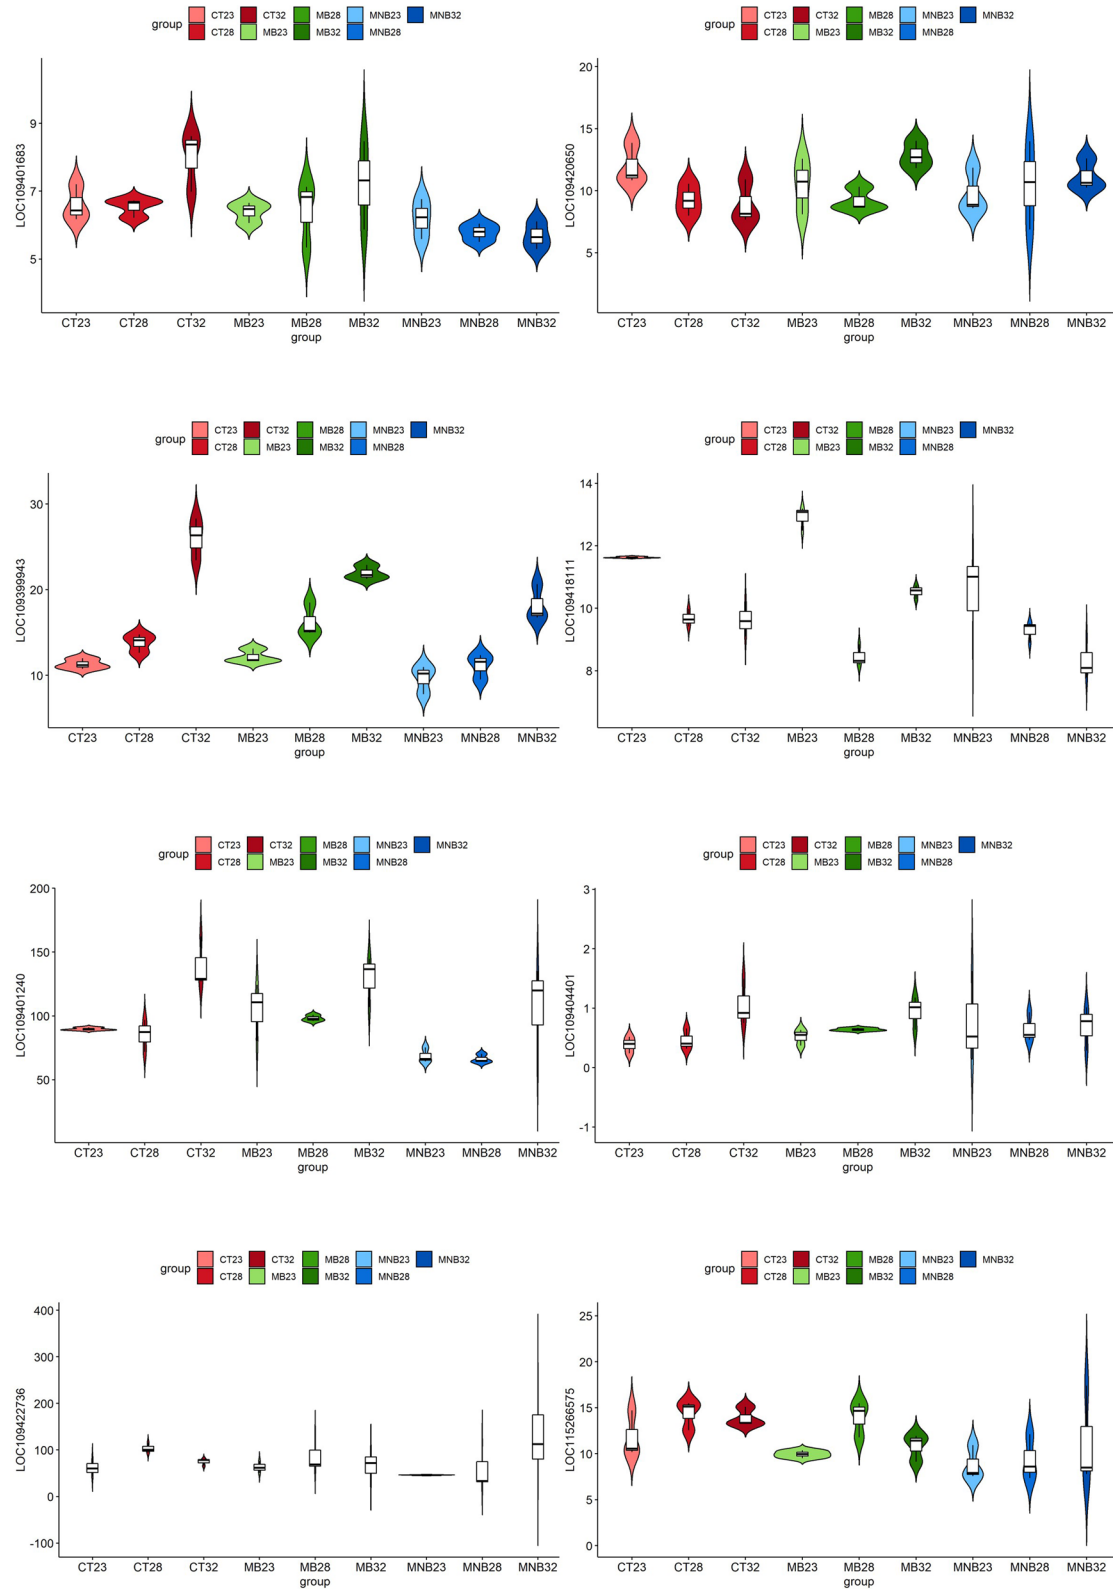 group CT23 CT32 MB28 MNB23 MNB32
CT28 MB23 MB32 MNB28
LOC109401683
9
7
5
CT23 CT28 CT32 MB23 MB28 MB32 MNB23 MNB28 MNB32
group
group CT23 CT32 MB28 MNB23 MNB32
CT28 MB23 MB32 MNB28
LOC109420650
20
15
10
5
CT23 CT28 CT32 MB23 MB28 MB32 MNB23 MNB28 MNB32
group
group CT23 CT32 MB28 MNB23 MNB32
CT28 MB23 MB32 MNB28
LOC109399943
30
20
10
CT23 CT28 CT32 MB23 MB28 MB32 MNB23 MNB28 MNB32
group
group CT23 CT32 MB28 MNB23 MNB32
CT28 MB23 MB32 MNB28
LOC109418111
14
12
10
8
CT23 CT28 CT32 MB23 MB28 MB32 MNB23 MNB28 MNB32
group
group CT23 CT32 MB28 MNB23 MNB32
CT28 MB23 MB32 MNB28
LOC109401240
200
150
100
50
CT23 CT28 CT32 MB23 MB28 MB32 MNB23 MNB28 MNB32
group
group CT23 CT32 MB28 MNB23 MNB32
CT28 MB23 MB32 MNB28
LOC109404401
3
2
1
0
-1
CT23 CT28 CT32 MB23 MB28 MB32 MNB23 MNB28 MNB32
group
group CT23 CT32 MB28 MNB23 MNB32
CT28 MB23 MB32 MNB28
LOC109422736
400
300
200
100
0
-100
CT23 CT28 CT32 MB23 MB28 MB32 MNB23 MNB28 MNB32
group
group CT23 CT32 MB28 MNB23 MNB32
CT28 MB23 MB32 MNB28
LOC115266575
25
20
15
10
5
0
CT23 CT28 CT32 MB23 MB28 MB32 MNB23 MNB28 MNB32
group